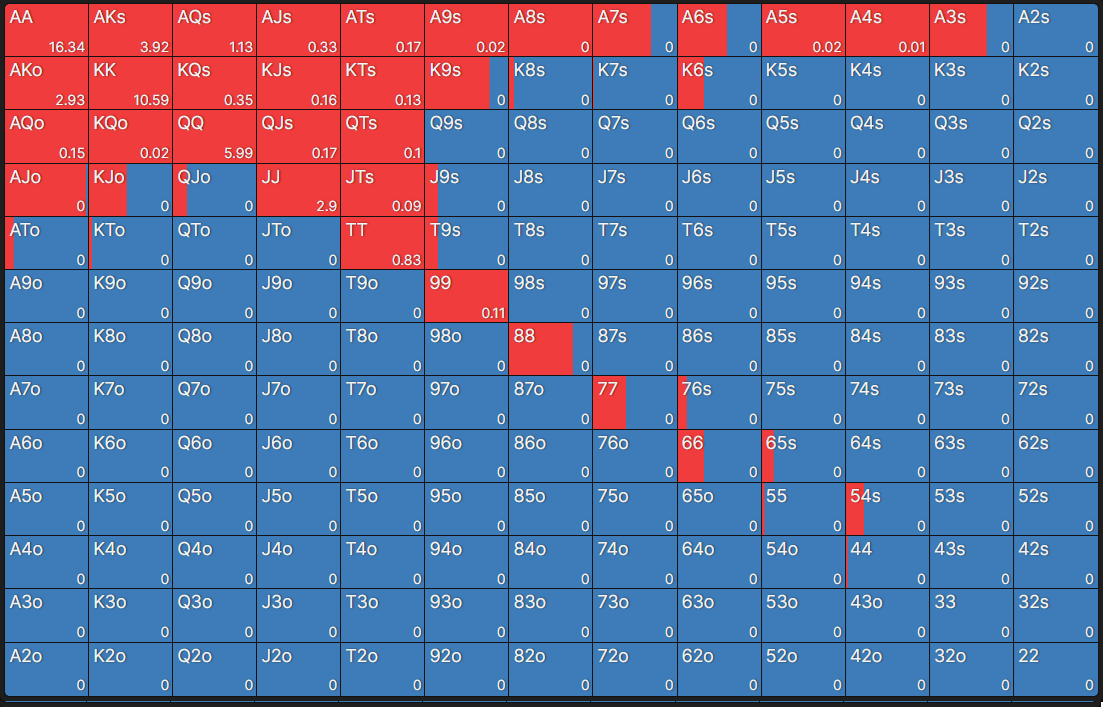 AA AKs AQs AJs ATs A9s A8s A7s A6s A5s A4s A3s A2s
16.34 3.92 1.13 0.33 0.17 0.02 0 0 0 0.02 0.01 0 0
AKo KK KQs KJs KTs K9s K8s K7s K6s K5s K4s K3s K2s
2.93 10.59 0.35 0.16 0.13 0 0 0 0 0 0 0 0
AQo KQo QQ QJs QTs Q9s Q8s Q7s Q6s Q5s Q4s Q3s Q2s
0.15 0.02 5.99 0.17 0.1 0 0 0 0 0 0 0 0
AJo KJo QJo JJ JTs J9s J8s J7s J6s J5s J4s J3s J2s
0 0 0 2.9 0.09 0 0 0 0 0 0 0 0
ATo KTo QTo JTo TT T9s T8s T7s T6s T5s T4s T3s T2s
0 0 0 0 0.83 0 0 0 0 0 0 0 0
A9o K9o Q9o J9o T9o 99 98s 97s 96s 95s 94s 93s 92s
0 0 0 0 0 0.11 0 0 0 0 0 0 0
A8o K8o Q8o J8o T8o 98o 88 87s 86s 85s 84s 83s 82s
0 0 0 0 0 0 0 0 0 0 0 0 0
A7o K7o Q7o J7o T7o 97o 87o 77 76s 75s 74s 73s 72s
0 0 0 0 0 0 0 0 0 0 0 0 0
A6o K6o Q6o J6o T6o 96o 86o 76o 66 65s 64s 63s 62s
0 0 0 0 0 0 0 0 0 0 0 0 0
A5o K5o Q5o J5o T5o 95o 85o 75o 65o 55 54s 53s 52s
0 0 0 0 0 0 0 0 0 0 0 0 0
A4o K4o Q4o J4o T4o 94o 84o 74o 64o 54o 44 43s 42s
0 0 0 0 0 0 0 0 0 0 0 0 0
A3o K3o Q3o J3o T3o 93o 83o 73o 63o 53o 43o 33 32s
0 0 0 0 0 0 0 0 0 0 0 0 0
A2o K2o Q2o J2o T2o 92o 82o 72o 62o 52o 42o 32o 22
0 0 0 0 0 0 0 0 0 0 0 0 0